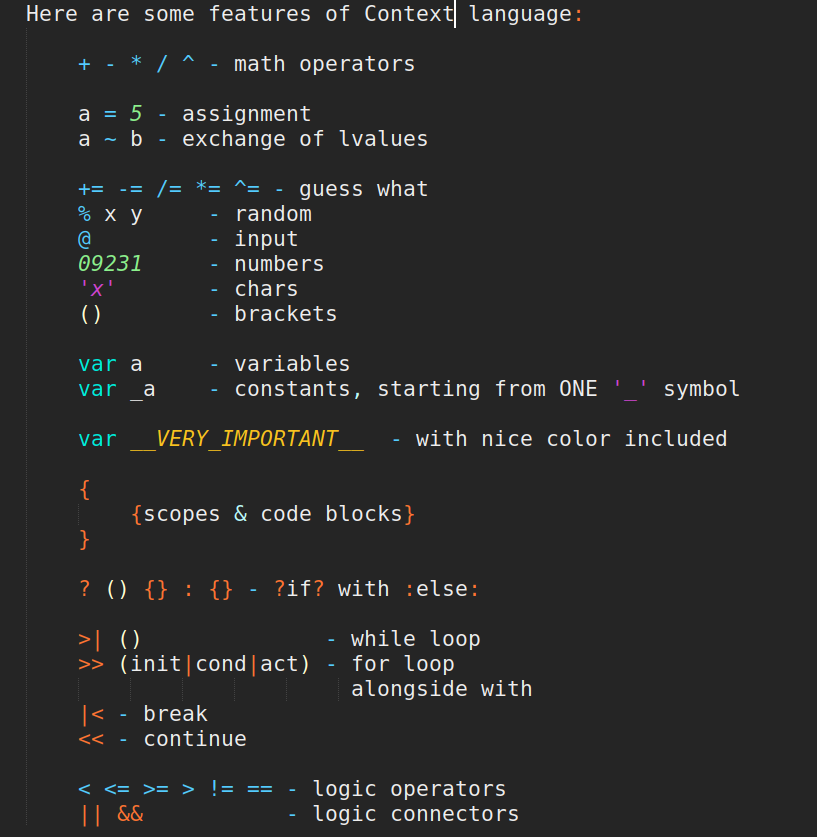 Here are some features of Context language:
+ - * / ^ - math operators
a = 5 - assignment
a ~ b - exchange of lvalues
+= -= /= *= ^= - guess what
% x y - random
@ - input
09231 - numbers
'x' - chars
() - brackets
var a - variables
var _a - constants, starting from ONE '_' symbol
var __VERY_IMPORTANT__ - with nice color included
{
{scopes & code blocks}
}
? () {} : {} - ?if? with :else:
>| () - while loop
>> (init|cond|act) - for loop
alongside with
|< - break
<< - continue
< <= >= > != == - logic operators
|| && - logic connectors